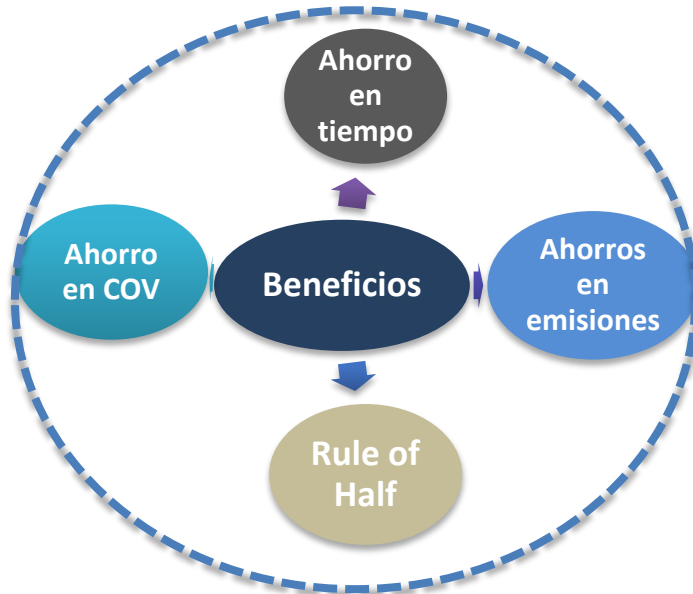 Ahorro
en
tiempo
Ahorro
en COV
Beneficios
Ahorros
en
emisiones
Rule of
Half